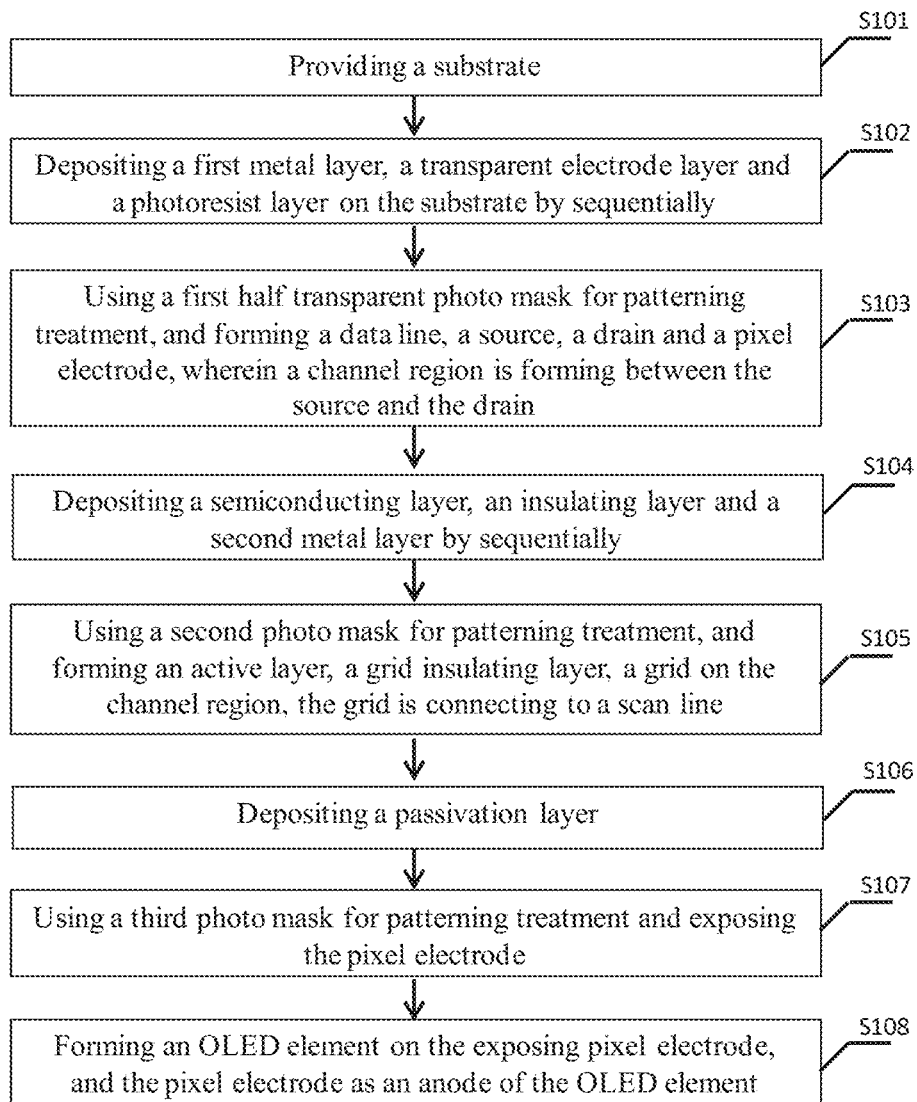 S101
Providing a substrate
S102
Depositing a first metal layer, a transparent electrode layer and
a photoresist layer on the substrate by sequentially
S103
Using a first half transparent photo mask for patterning
treatment, and forming a data line, a source, a drain and a pixel
electrode, wherein a channel region is forming between the
source and the drain
S104
Depositing a semiconducting layer, an insulating layer and a
second metal layer by sequentially
S105
Using a second photo mask for patterning treatment, and
forming an active layer, a grid insulating layer, a grid on the
channel region, the grid is connecting to a scan line
S106
Depositing a passivation layer
S107
Using a third photo mask for patterning treatment and exposing
the pixel electrode
S108
Forming an OLED element on the exposing pixel electrode,
and the pixel electrode as an anode of the OLED element